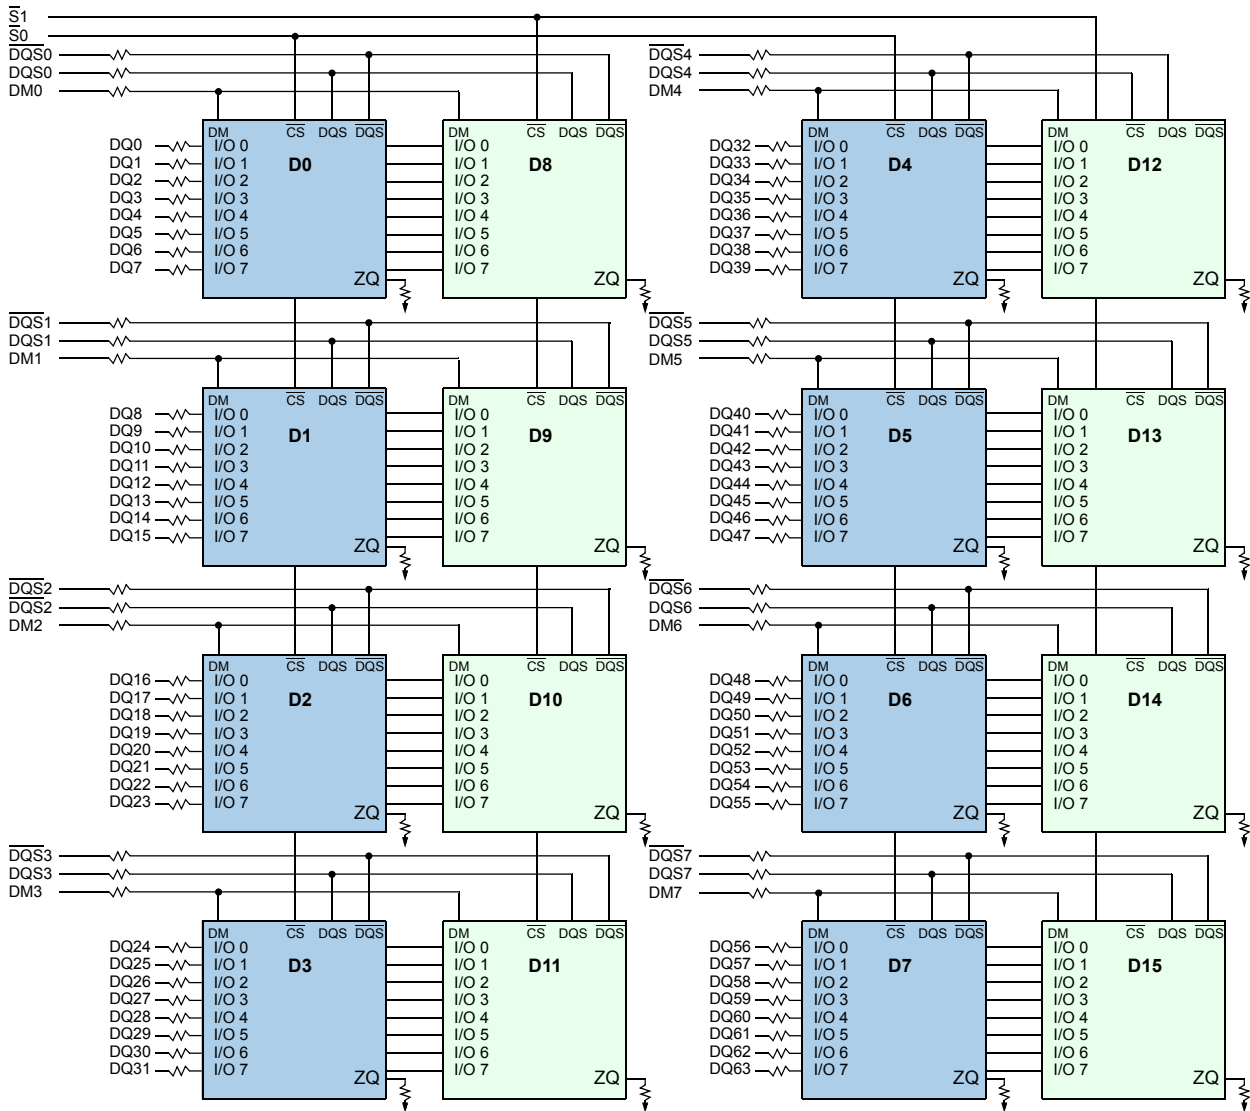 S1
S0
DQS0
DQS0
DM0
DM CS DQS DQS
DM CS DQS DQS
DQ0 I/O 0 I/O 0
DQ1 I/O 1 D0 I/O 1 D8
DQ2 I/O 2 I/O 2
DQ3 I/O 3 I/O 3
DQ4 I/O 4 I/O 4
DQ5 I/O 5 I/O 5
DQ6 I/O 6 I/O 6
DQ7 I/O 7 I/O 7
ZQ ZQ
DQS4
DQS4
DM4
DM CS DQS DQS
DM CS DQS DQS
DQ32 I/O 0 I/O 0
DQ33 I/O 1 D4 I/O 1 D12
DQ34 I/O 2 I/O 2
DQ35 I/O 3 I/O 3
DQ36 I/O 4 I/O 4
DQ37 I/O 5 I/O 5
DQ38 I/O 6 I/O 6
DQ39 I/O 7 I/O 7
ZQ ZQ
DQS1
DQS1
DM1
DM CS DQS DQS
DM CS DQS DQS
DQ8 I/O 0 I/O 0
DQ9 I/O 1 D1 I/O 1 D9
DQ10 I/O 2 I/O 2
DQ11 I/O 3 I/O 3
DQ12 I/O 4 I/O 4
DQ13 I/O 5 I/O 5
DQ14 I/O 6 I/O 6
DQ15 I/O 7 I/O 7
ZQ ZQ
DQS5
DQS5
DM5
DM CS DQS DQS
DM CS DQS DQS
DQ40 I/O 0 I/O 0
DQ41 I/O 1 D5 I/O 1 D13
DQ42 I/O 2 I/O 2
DQ43 I/O 3 I/O 3
DQ44 I/O 4 I/O 4
DQ45 I/O 5 I/O 5
DQ46 I/O 6 I/O 6
DQ47 I/O 7 I/O 7
ZQ ZQ
DQS2
DQS2
DM2
DM CS DQS DQS
DM CS DQS DQS
DQ16 I/O 0 I/O 0
DQ17 I/O 1 D2 I/O 1 D10
DQ18 I/O 2 I/O 2
DQ19 I/O 3 I/O 3
DQ20 I/O 4 I/O 4
DQ21 I/O 5 I/O 5
DQ22 I/O 6 I/O 6
DQ23 I/O 7 I/O 7
ZQ ZQ
DQS6
DQS6
DM6
DM CS DQS DQS
DM CS DQS DQS
DQ48 I/O 0 I/O 0
DQ49 I/O 1 D6 I/O 1 D14
DQ50 I/O 2 I/O 2
DQ51 I/O 3 I/O 3
DQ52 I/O 4 I/O 4
DQ53 I/O 5 I/O 5
DQ54 I/O 6 I/O 6
DQ55 I/O 7 I/O 7
ZQ ZQ
DQS3
DQS3
DM3
DM CS DQS DQS
DM CS DQS DQS
DQ24 I/O 0 I/O 0
DQ25 I/O 1 D3 I/O 1 D11
DQ26 I/O 2 I/O 2
DQ27 I/O 3 I/O 3
DQ28 I/O 4 I/O 4
DQ29 I/O 5 I/O 5
DQ30 I/O 6 I/O 6
DQ31 I/O 7 I/O 7
ZQ ZQ
DQS7
DQS7
DM7
DM CS DQS DQS
DM CS DQS DQS
DQ56 I/O 0 I/O 0
DQ57 I/O 1 D7 I/O 1 D15
DQ58 I/O 2 I/O 2
DQ59 I/O 3 I/O 3
DQ60 I/O 4 I/O 4
DQ61 I/O 5 I/O 5
DQ62 I/O 6 I/O 6
DQ63 I/O 7 I/O 7
ZQ ZQ